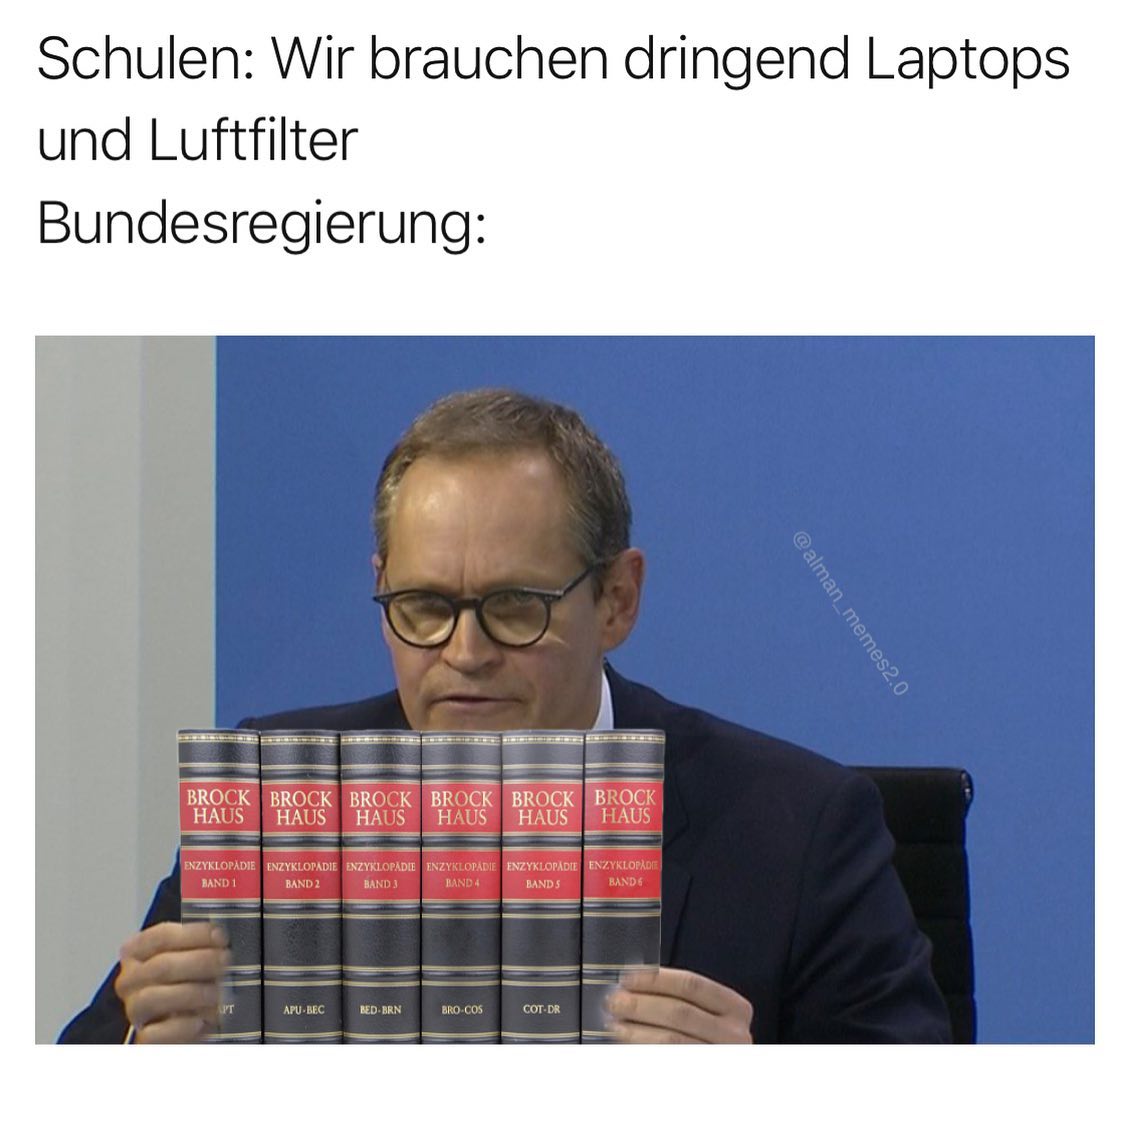 Schulen: Wir brauchen dringend Laptops
und Luftfilter
Bundesregierung:
@alman_memes2.0
BROCK HAUS BROCK HAUS BROCK HAUS BROCK HAUS BROCK HAUS BROCK HAUS
ENZYKLOPÄDIE ENZYKLOPÄDIE ENZYKLOPÄDIE ENZYKLOPÄDIE ENZYKLOPÄDIE ENZYKLOPÄDIE
BAND 1 BAND 2 BAND 3 BAND 4 BAND 5 BAND 6
APU-BEC BED-BRN BRO-COS COT-DR